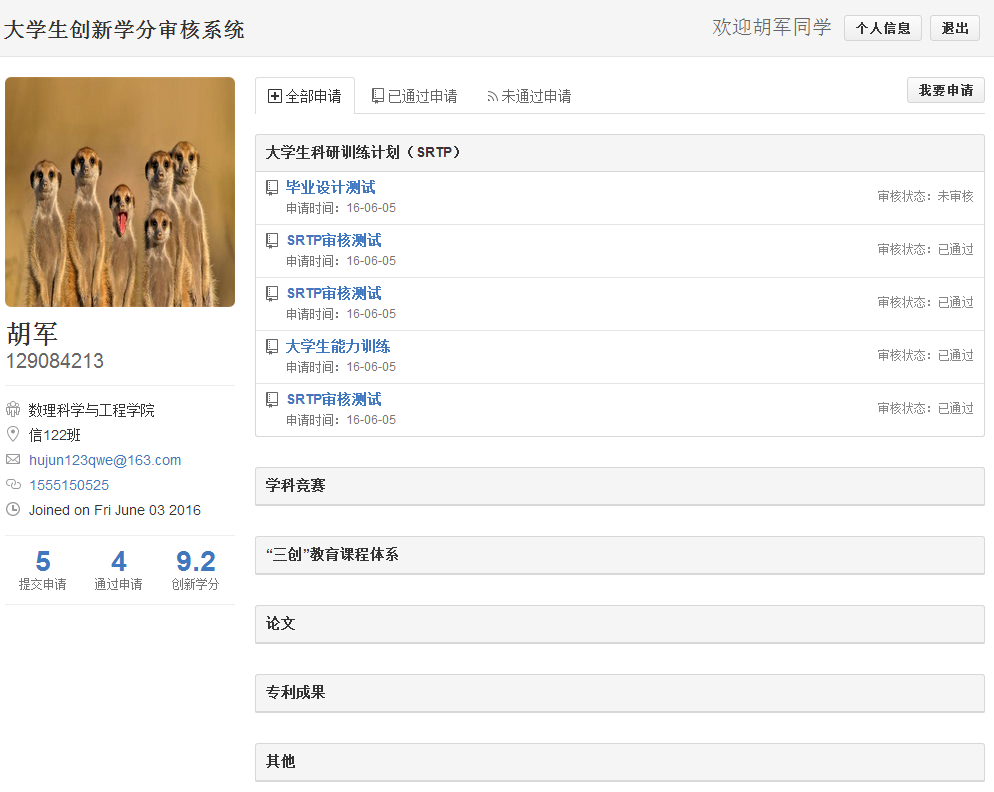 大学生创新学分审核系统
欢迎胡军同学
个人信息
退出
全部申请
已通过申请
未通过申请
我要申请
胡军
129084213
数理科学与工程学院
信122班
hujun123qwe@163.com
1555150525
Joined on Fri June 03 2016
5
提交申请
4
通过申请
9.2
创新学分
大学生科研训练计划（SRTP）
毕业设计测试
申请时间：16-06-05
审核状态：未审核
SRTP审核测试
申请时间：16-06-05
审核状态：已通过
SRTP审核测试
申请时间：16-06-05
审核状态：已通过
大学生能力训练
申请时间：16-06-05
审核状态：已通过
SRTP审核测试
申请时间：16-06-05
审核状态：已通过
学科竞赛
“三创”教育课程体系
论文
专利成果
其他